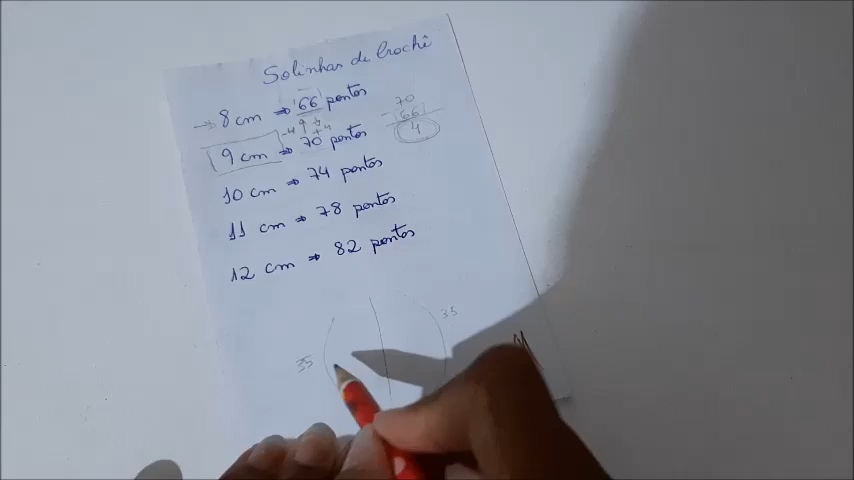 Solinhas de Crochê
→ 8 cm ⇒ 66 pontos
-4 ↑ ↓ +4
9 cm ⇒ 70 pontos
10 cm ⇒ 74 pontos
11 cm ⇒ 78 pontos
12 cm ⇒ 82 pontos
70
- 66
4
35
35